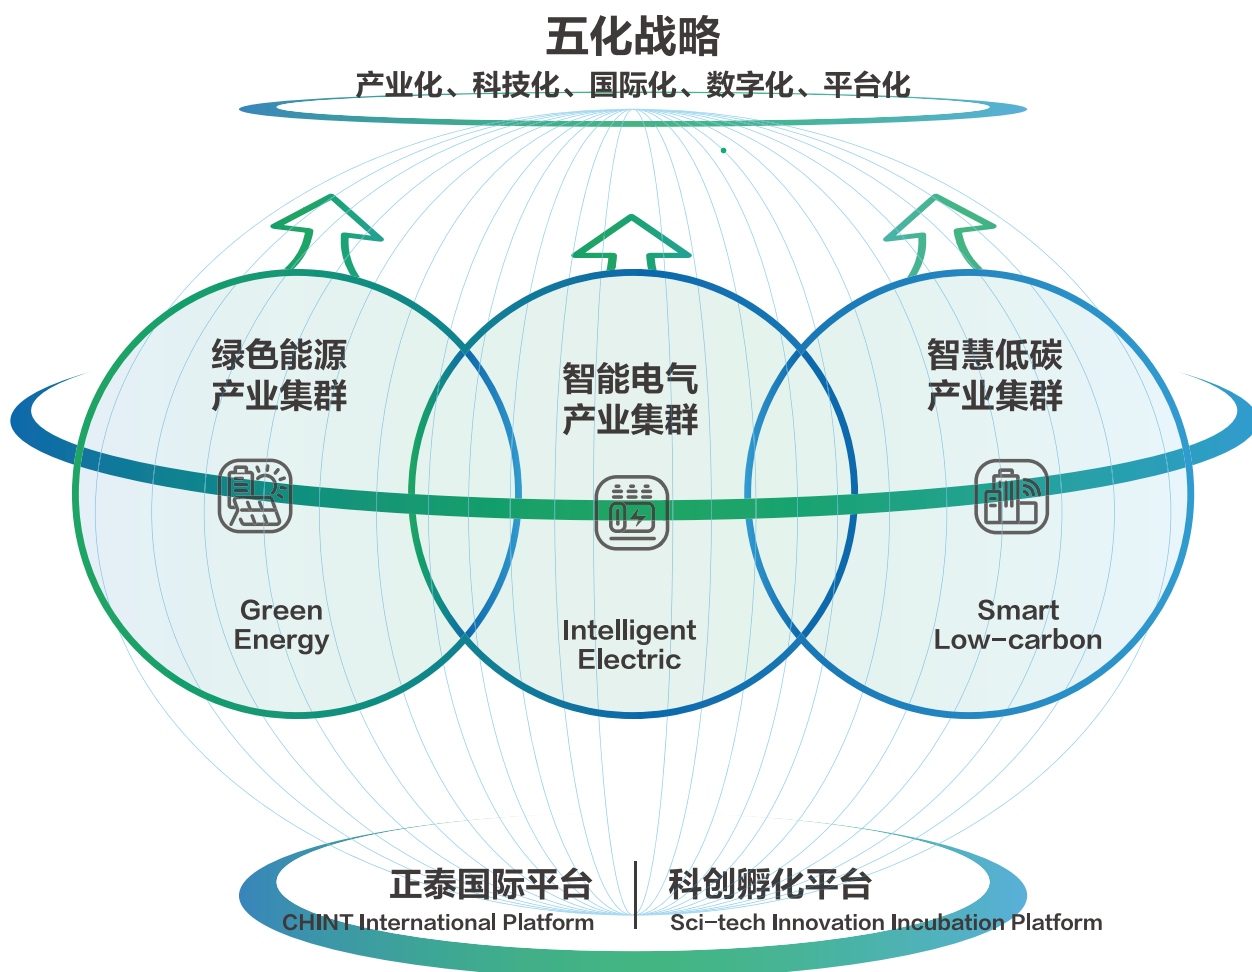 五化战略
产业化、科技化、国际化、数字化、平台化
绿色能源
产业集群
智能电气
产业集群
智慧低碳
产业集群
Green
Energy
Intelligent
Electric
Smart
Low-carbon
正泰国际平台
CHINT International Platform
科创孵化平台
Sci-tech Innovation Incubation Platform